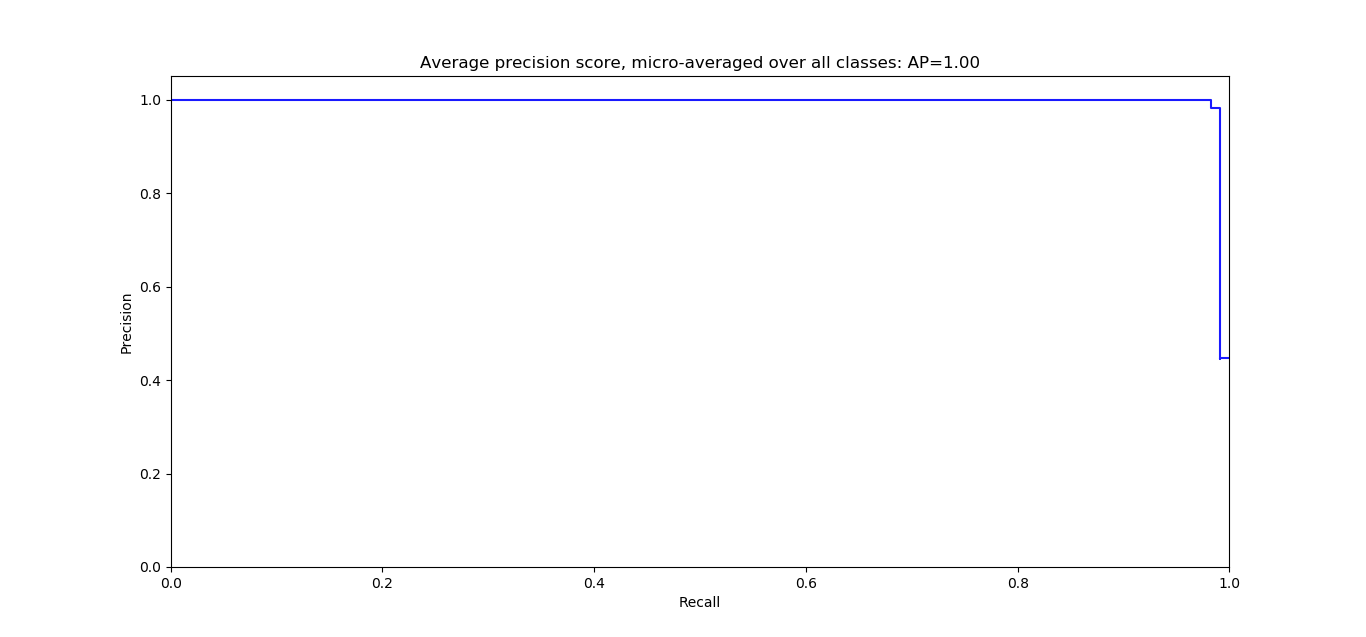 Average precision score, micro-averaged over all classes: AP=1.00
1.0
0.8
0.6
0.4
0.2
0.0
Precision
0.0 0.2 0.4 0.6 0.8 1.0
Recall